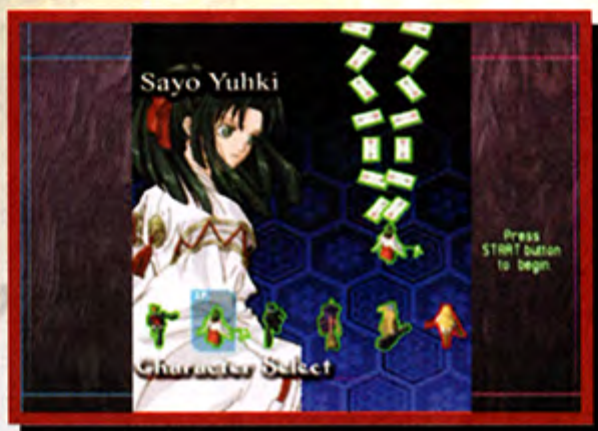 Sayo Yuhki
Press
START button
to begin.
Character Select